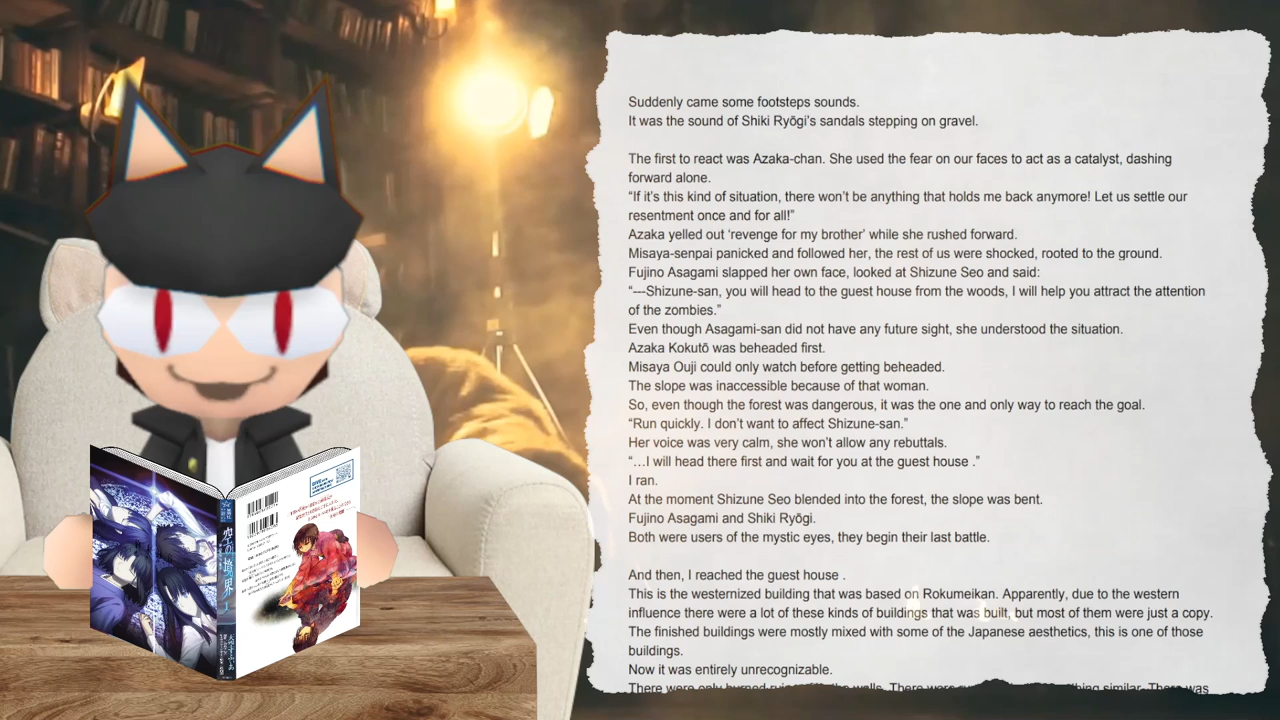 Suddenly came some footsteps sounds.
It was the sound of Shiki Ryōgi's sandals stepping on gravel.
The first to react was Azaka-chan. She used the fear on our faces to act as a catalyst, dashing
forward alone.
“If it’s this kind of situation, there won’t be anything that holds me back anymore! Let us settle our
resentment once and for all!”
Azaka yelled out ‘revenge for my brother’ while she rushed forward.
Misaya-senpai panicked and followed her, the rest of us were shocked, rooted to the ground.
Fujino Asagami slapped her own face, looked at Shizune Seo and said:
“---Shizune-san, you will head to the guest house from the woods, I will help you attract the attention
of the zombies.”
Even though Asagami-san did not have any future sight, she understood the situation.
Azaka Kokutō was beheaded first.
Misaya Ouji could only watch before getting beheaded.
The slope was inaccessible because of that woman.
So, even though the forest was dangerous, it was the one and only way to reach the goal.
“Run quickly. I don’t want to affect Shizune-san.”
Her voice was very calm, she won’t allow any rebuttals.
“…I will head there first and wait for you at the guest house .”
I ran.
At the moment Shizune Seo blended into the forest, the slope was bent.
Fujino Asagami and Shiki Ryōgi.
Both were users of the mystic eyes, they begin their last battle.
And then, I reached the guest house .
This is the westernized building that was based on Rokumeikan. Apparently, due to the western
influence there were a lot of these kinds of buildings that was built, but most of them were just a copy.
The finished buildings were mostly mixed with some of the Japanese aesthetics, this is one of those
buildings.
Now it was entirely unrecognizable.
There were only burned ruins
空の境界
1